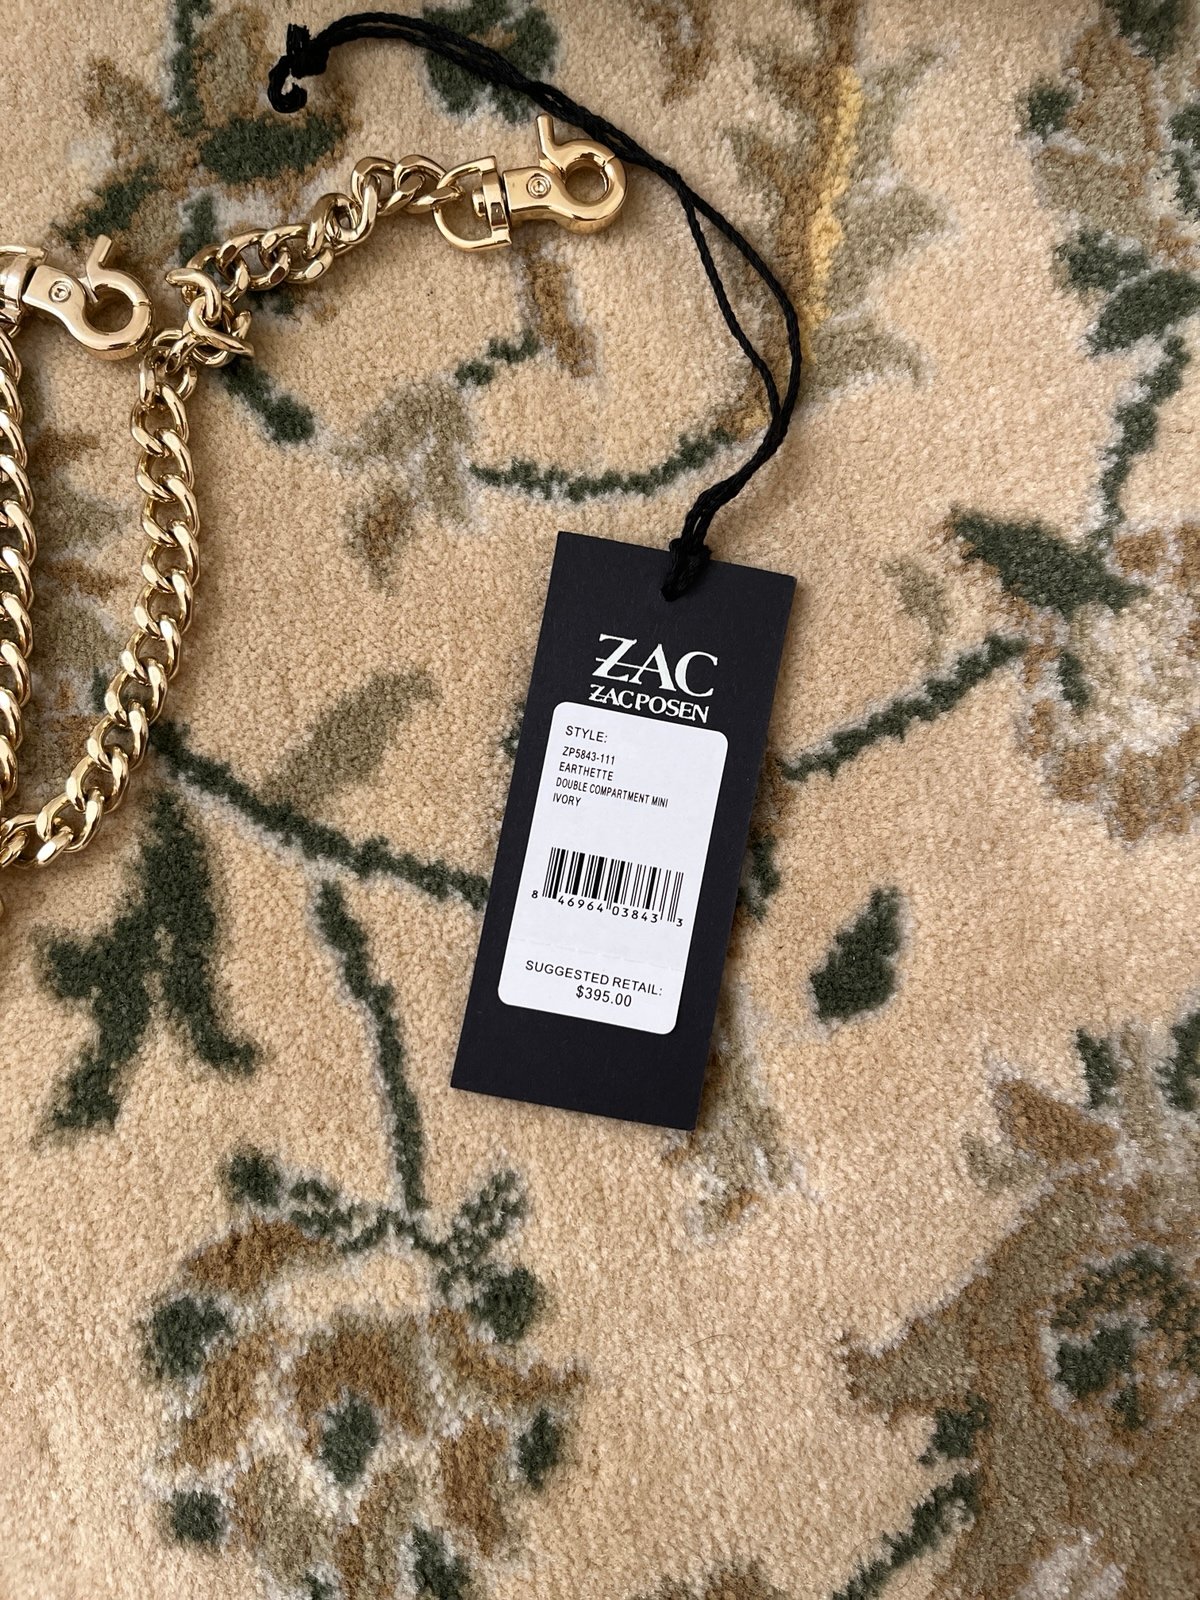 ZAC
ZAC POSEN
STYLE:
ZP5843-111
EARTHETTE
DOUBLE COMPARTMENT MINI
IVORY
8 46964 03843 3
SUGGESTED RETAIL:
$395.00